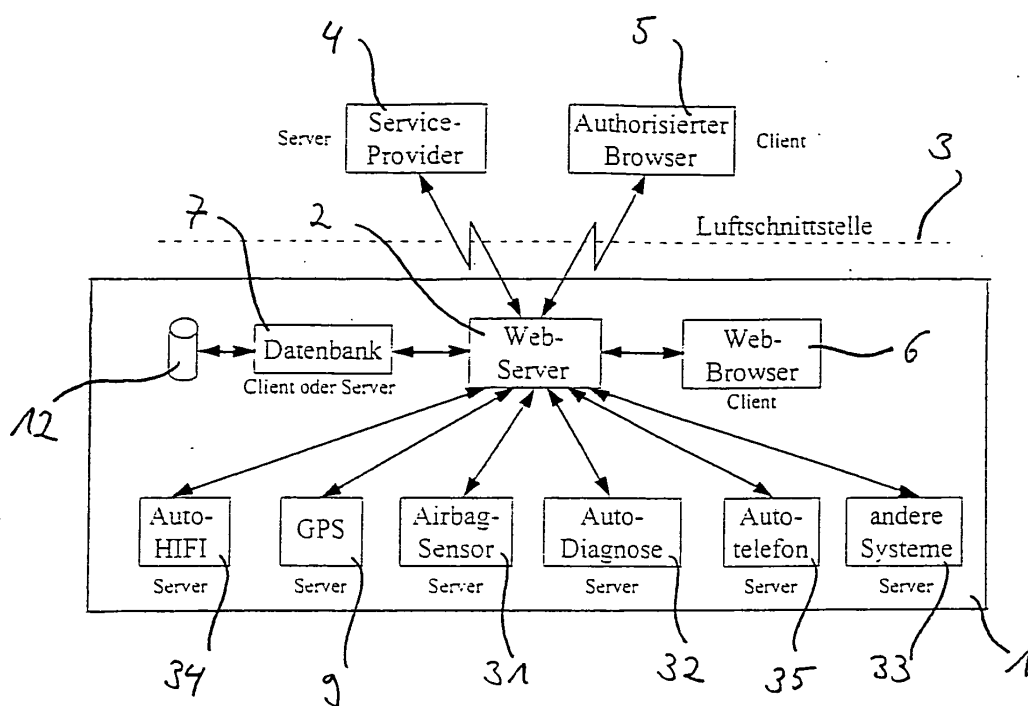 4
5
Server
Service-
Provider
Authorisierter
Browser
Client
3
7
2
Luftschnittstelle
Datenbank
Client oder Server
Web-
Server
Web-
Browser
Client
6
12
Auto-
HIFI
Server
GPS
Server
Airbag-
Sensor
Server
Auto-
Diagnose
Server
Auto-
telefon
Server
andere
Systeme
Server
34
9
31
32
35
33
1